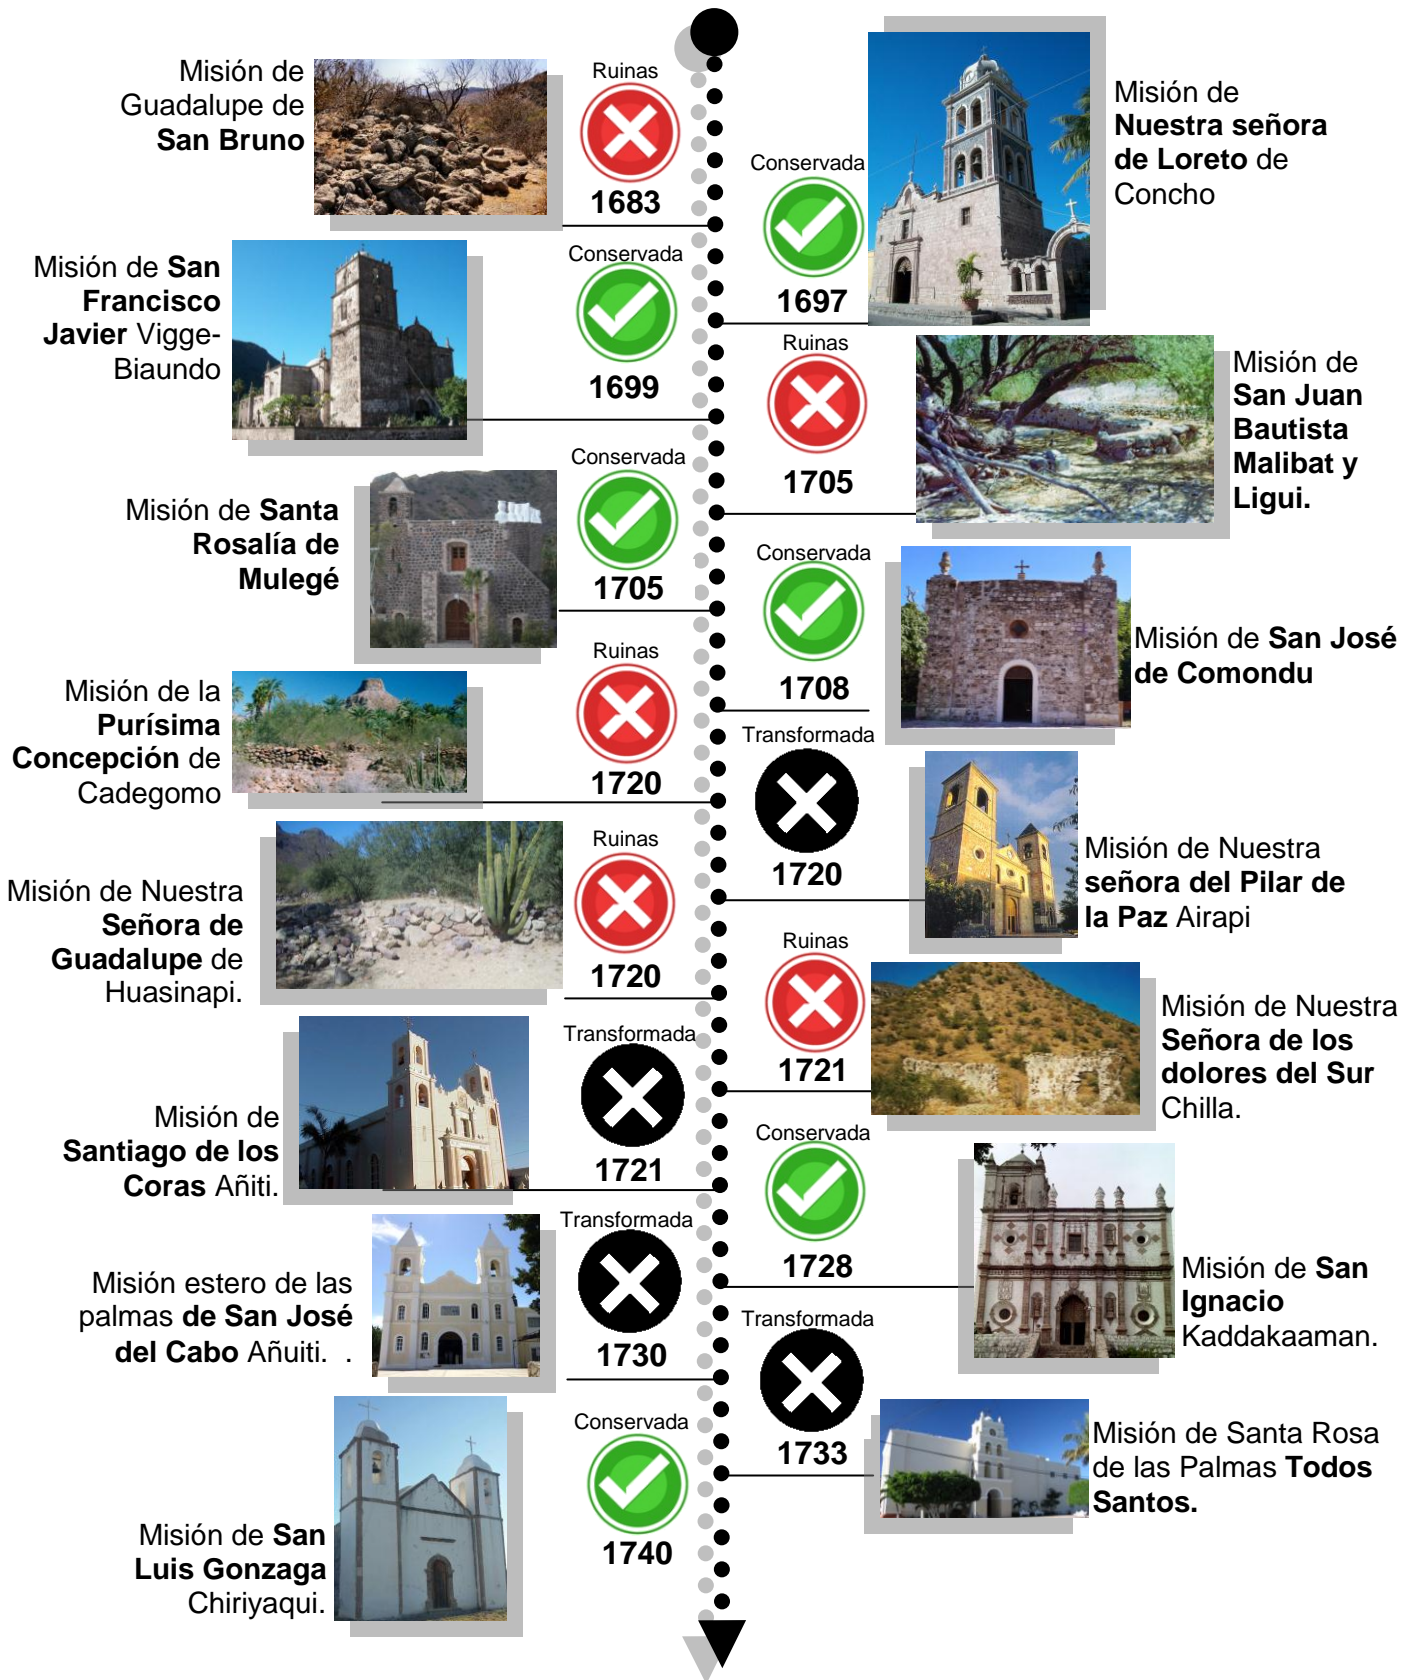 Misión de
Guadalupe de
San Bruno
Ruinas
1683
Misión de
Nuestra señora
de Loreto de
Concho
Conservada
1697
Misión de San
Francisco
Javier Vigge-
Biaundo
Conservada
1699
Ruinas
1705
Misión de
San Juan
Bautista
Malibat y
Ligui.
Misión de Santa
Rosalía de
Mulegé
Conservada
1705
Conservada
1708
Misión de San José
de Comondu
Misión de la
Purísima
Concepción de
Cadegomo
Ruinas
1720
Transformada
1720
Misión de Nuestra
señora del Pilar de
la Paz Airapi
Misión de Nuestra
Señora de
Guadalupe de
Huasinapi.
Ruinas
1720
Ruinas
1721
Misión de Nuestra
Señora de los
dolores del Sur
Chilla.
Misión de
Santiago de los
Coras Añiti.
Transformada
1721
Conservada
1728
Misión de San
Ignacio
Kaddakaaman.
Misión estero de las
palmas de San José
del Cabo Añuiti. .
Transformada
1730
Transformada
1733
Misión de Santa Rosa
de las Palmas Todos
Santos.
Misión de San
Luis Gonzaga
Chiriyaqui.
Conservada
1740